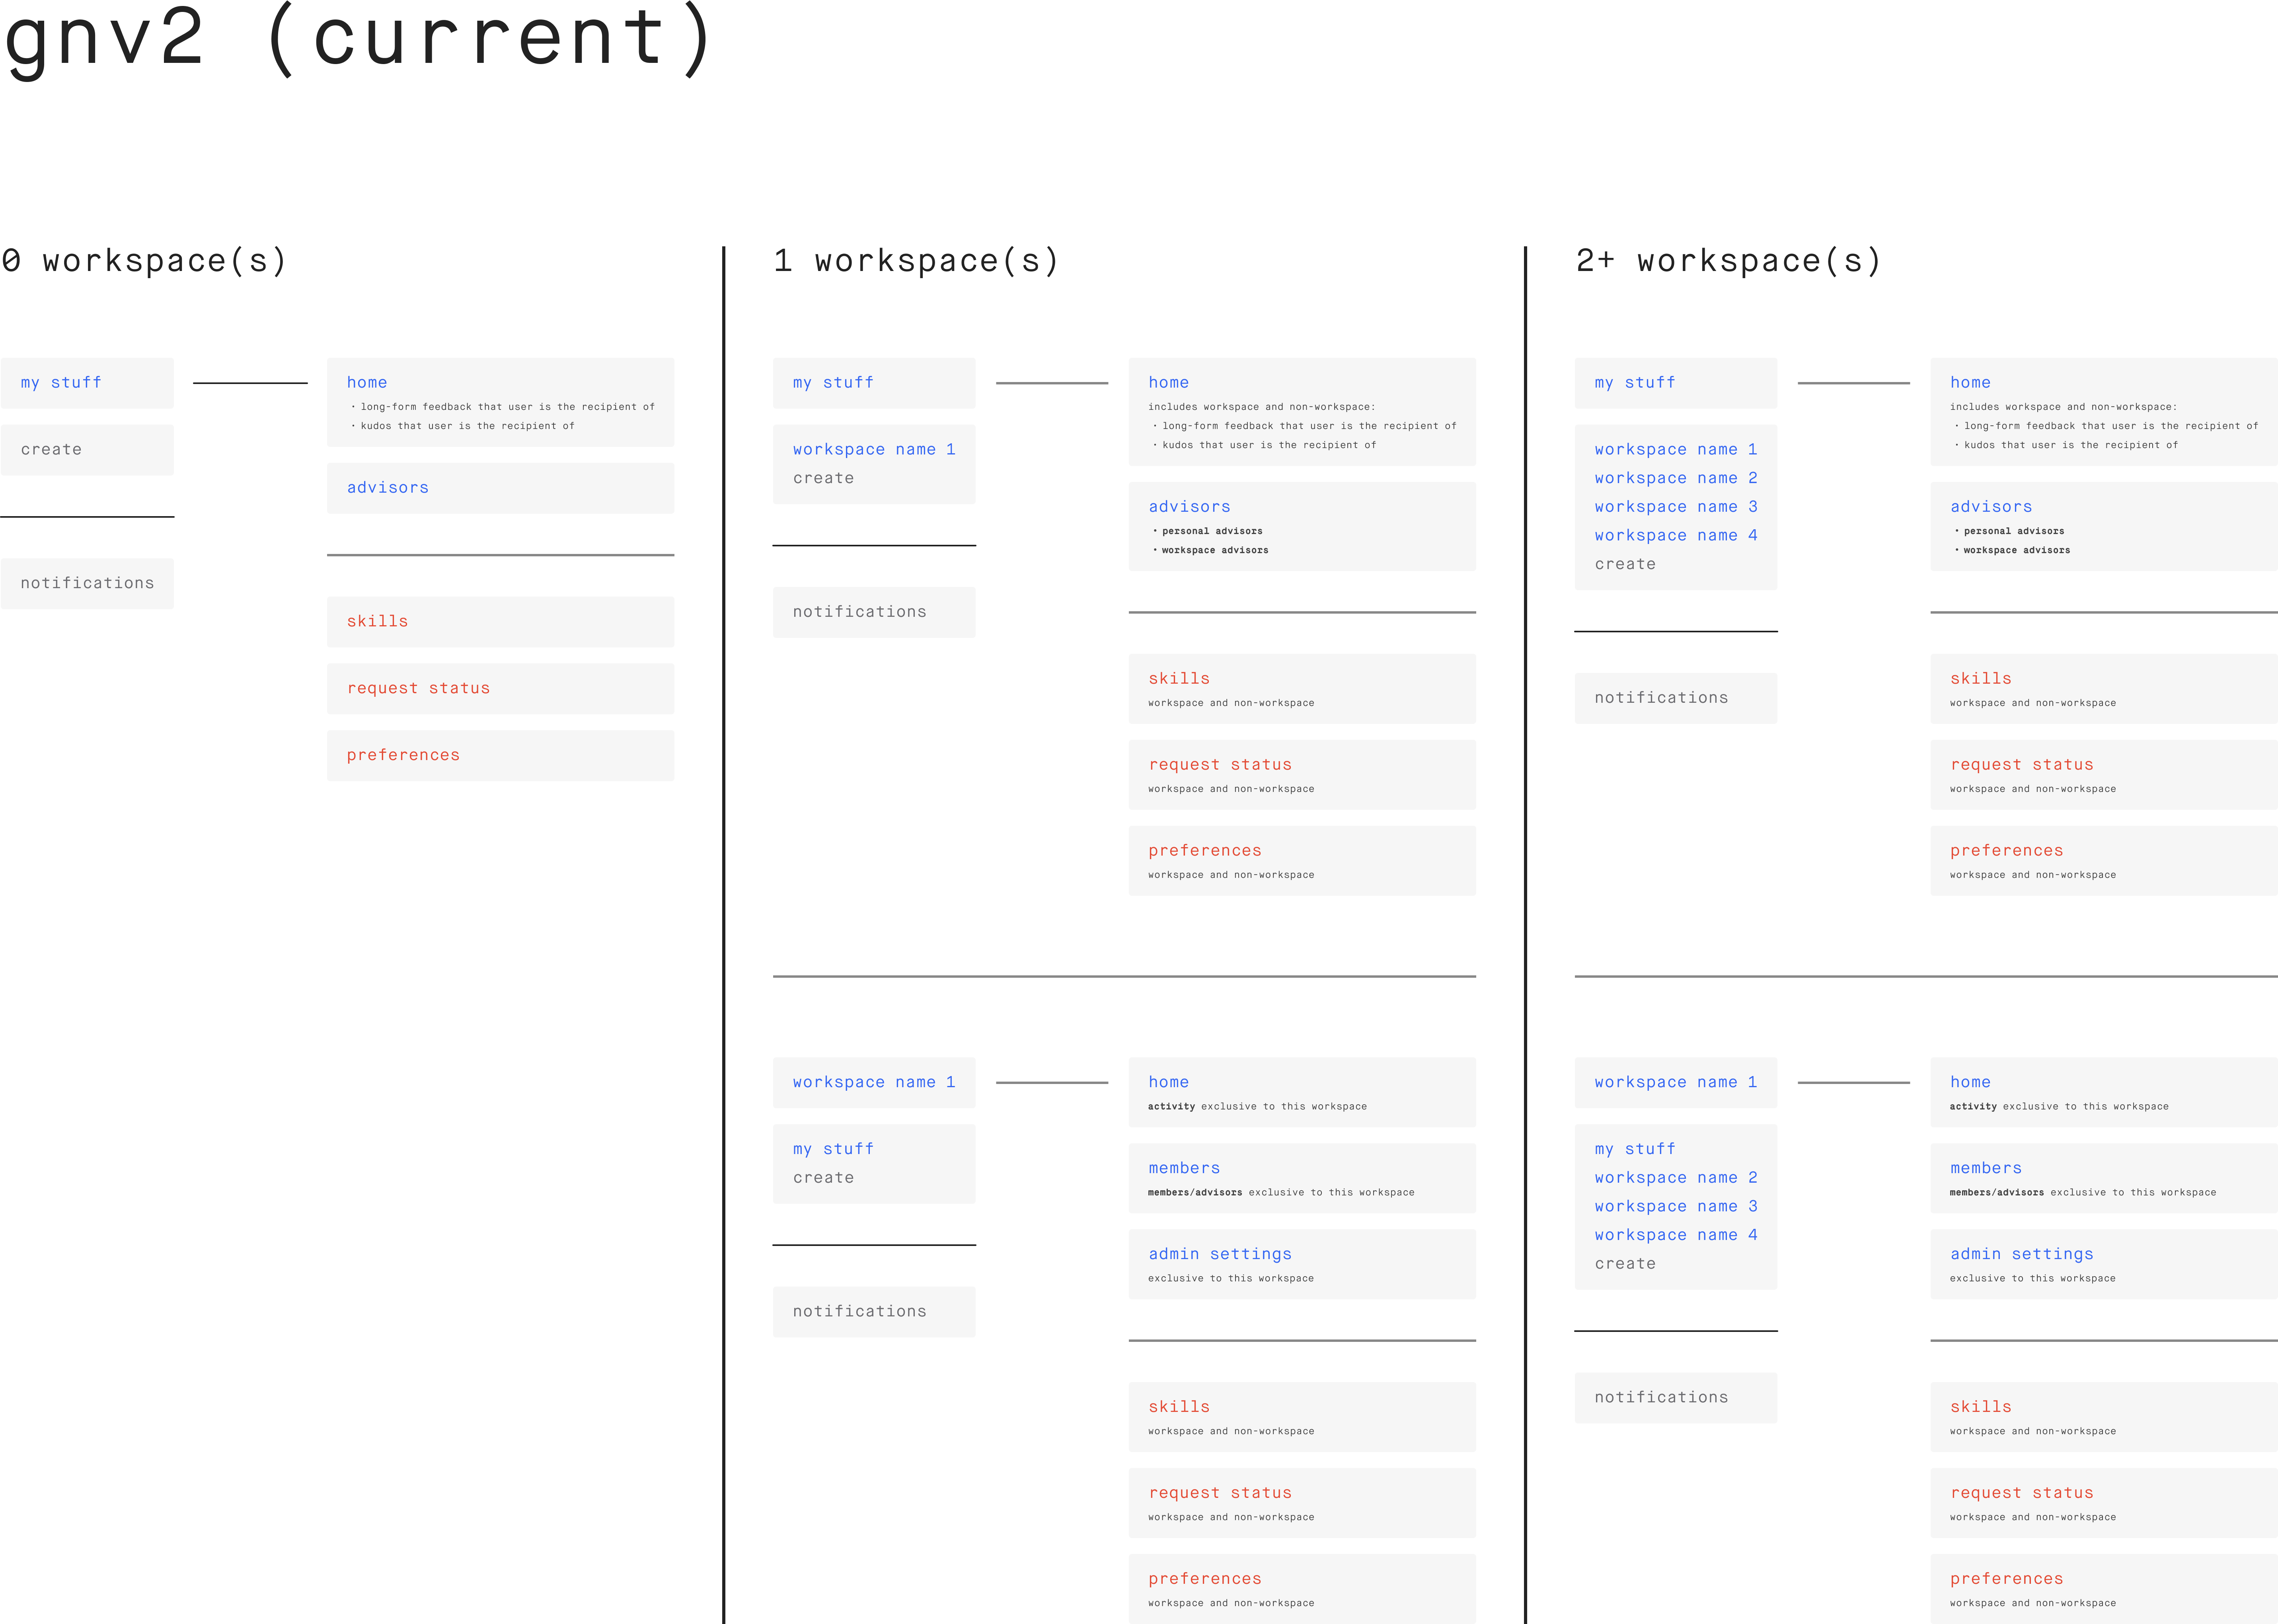 gnv2 (current)
0 workspace(s)
my stuff
create
notifications
home
• long-form feedback that user is the recipient of
• kudos that user is the recipient of
advisors
skills
request status
preferences
1 workspace(s)
my stuff
workspace name 1
create
notifications
home
includes workspace and non-workspace:
• long-form feedback that user is the recipient of
• kudos that user is the recipient of
advisors
• personal advisors
• workspace advisors
skills
workspace and non-workspace
request status
workspace and non-workspace
preferences
workspace and non-workspace
workspace name 1
my stuff
create
notifications
home
activity exclusive to this workspace
members
members/advisors exclusive to this workspace
admin settings
exclusive to this workspace
skills
workspace and non-workspace
request status
workspace and non-workspace
preferences
workspace and non-workspace
2+ workspace(s)
my stuff
workspace name 1
workspace name 2
workspace name 3
workspace name 4
create
notifications
home
includes workspace and non-workspace:
• long-form feedback that user is the recipient of
• kudos that user is the recipient of
advisors
• personal advisors
• workspace advisors
skills
workspace and non-workspace
request status
workspace and non-workspace
preferences
workspace and non-workspace
workspace name 1
my stuff
workspace name 2
workspace name 3
workspace name 4
create
notifications
home
activity exclusive to this workspace
members
members/advisors exclusive to this workspace
admin settings
exclusive to this workspace
skills
workspace and non-workspace
request status
workspace and non-workspace
preferences
workspace and non-workspace